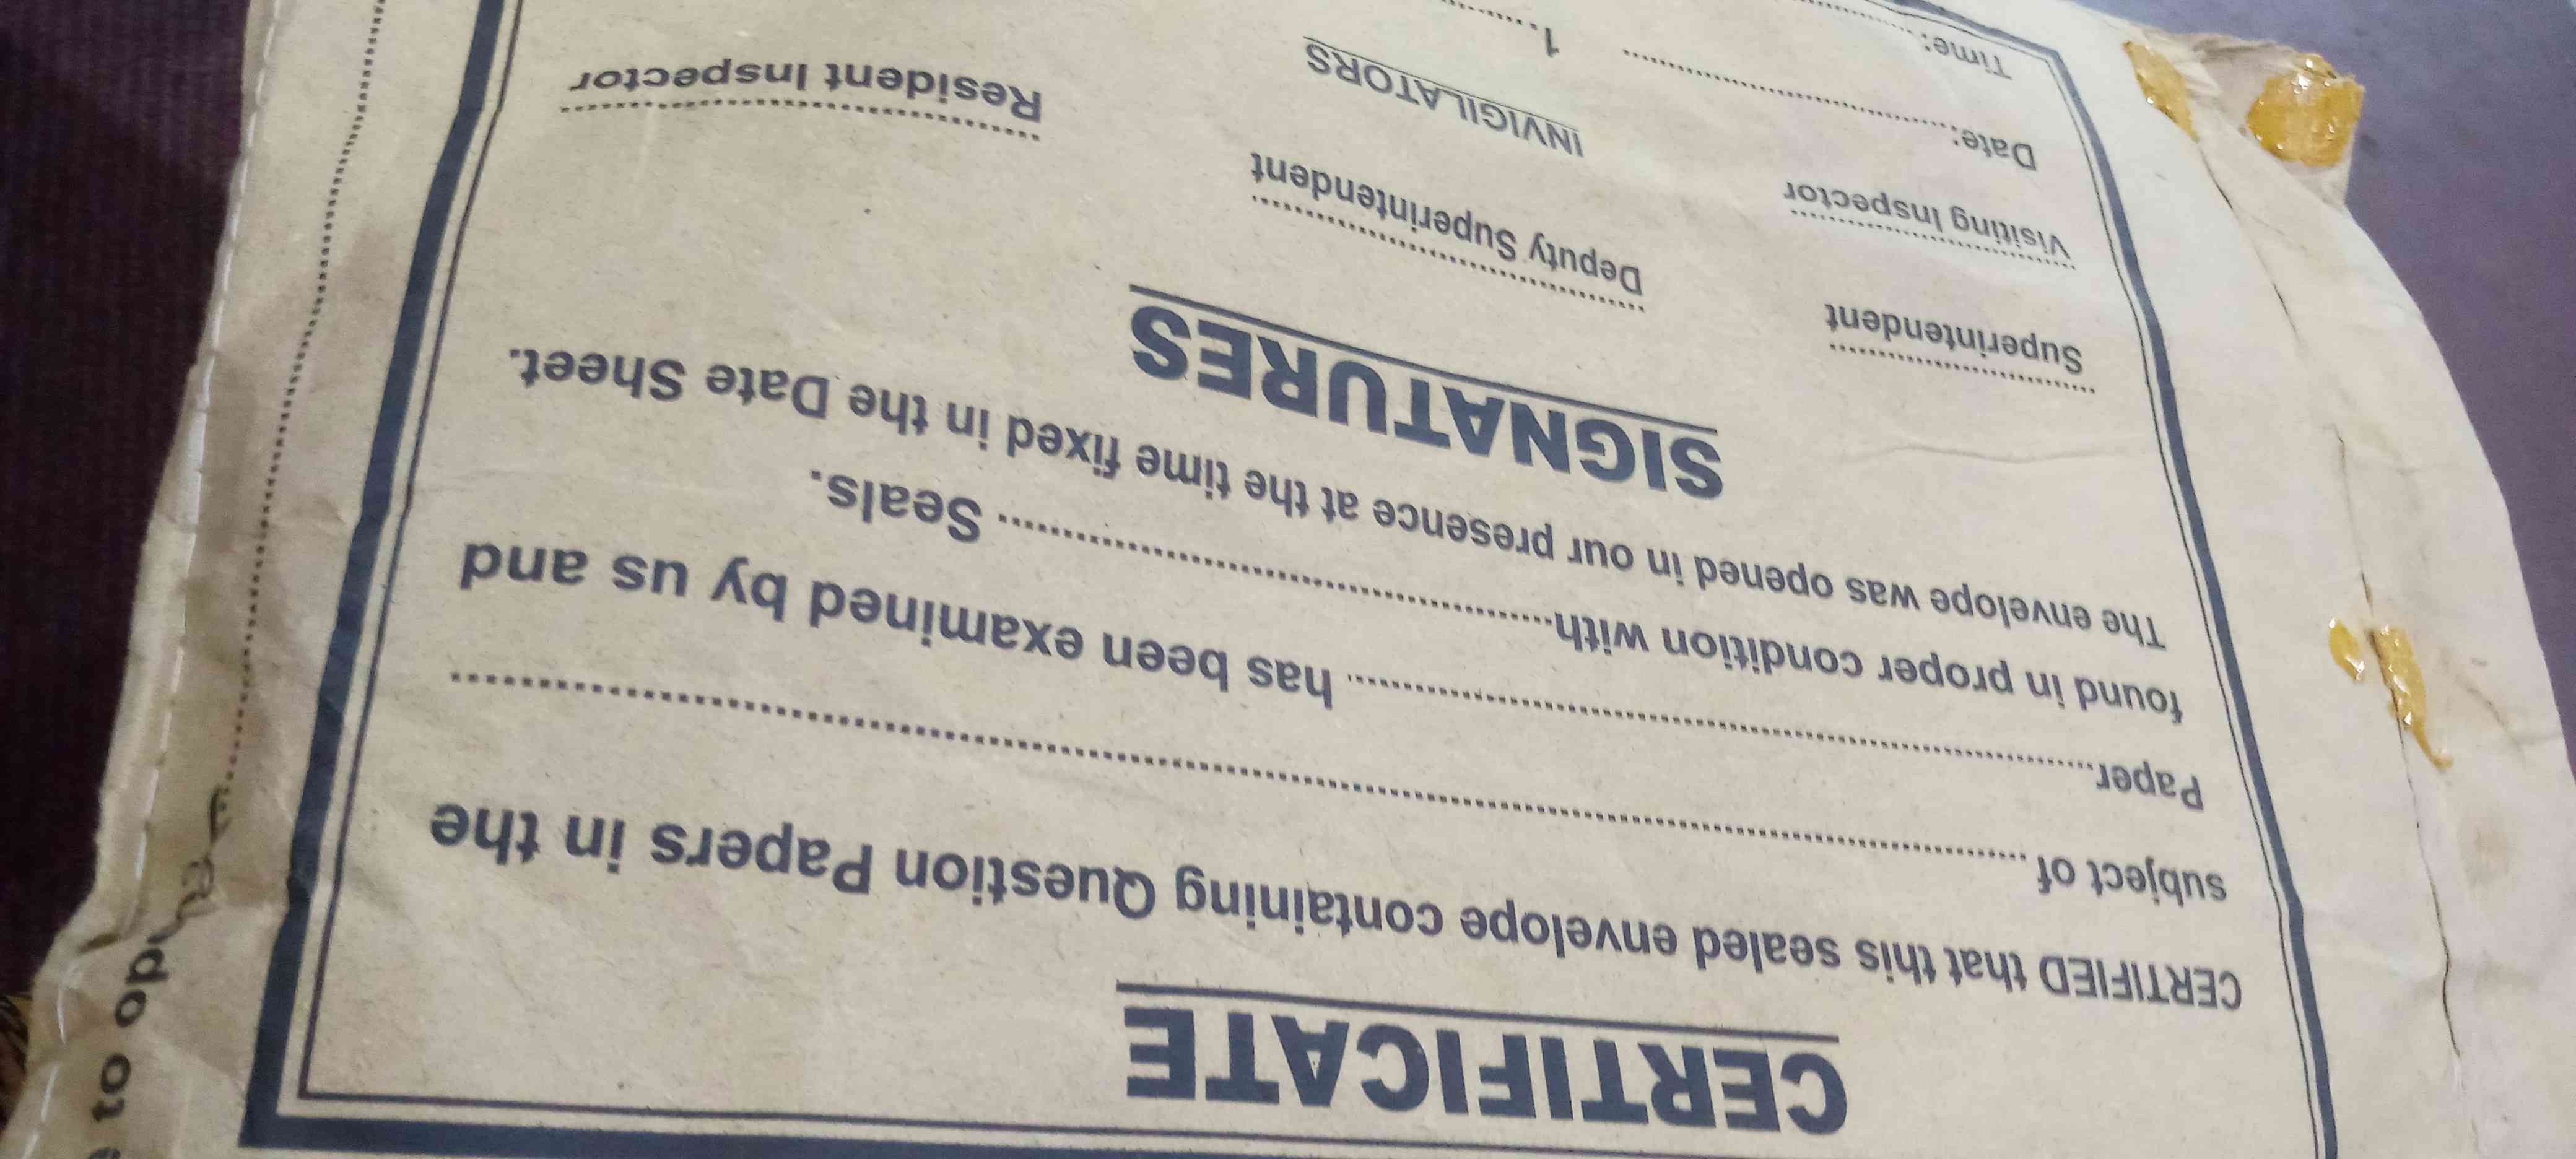 CERTIFICATE
CERTIFIED that this sealed envelope containing Question Papers in the
subject of ................................................
Paper................................ has been examined by us and
found in proper condition with........................ Seals.
The envelope was opened in our presence at the time fixed in the Date Sheet.
SIGNATURES
Superintendent
Deputy Superintendent
Resident Inspector
Visiting Inspector
INVIGILATORS
Date:....................
1.........
Time:..........
to